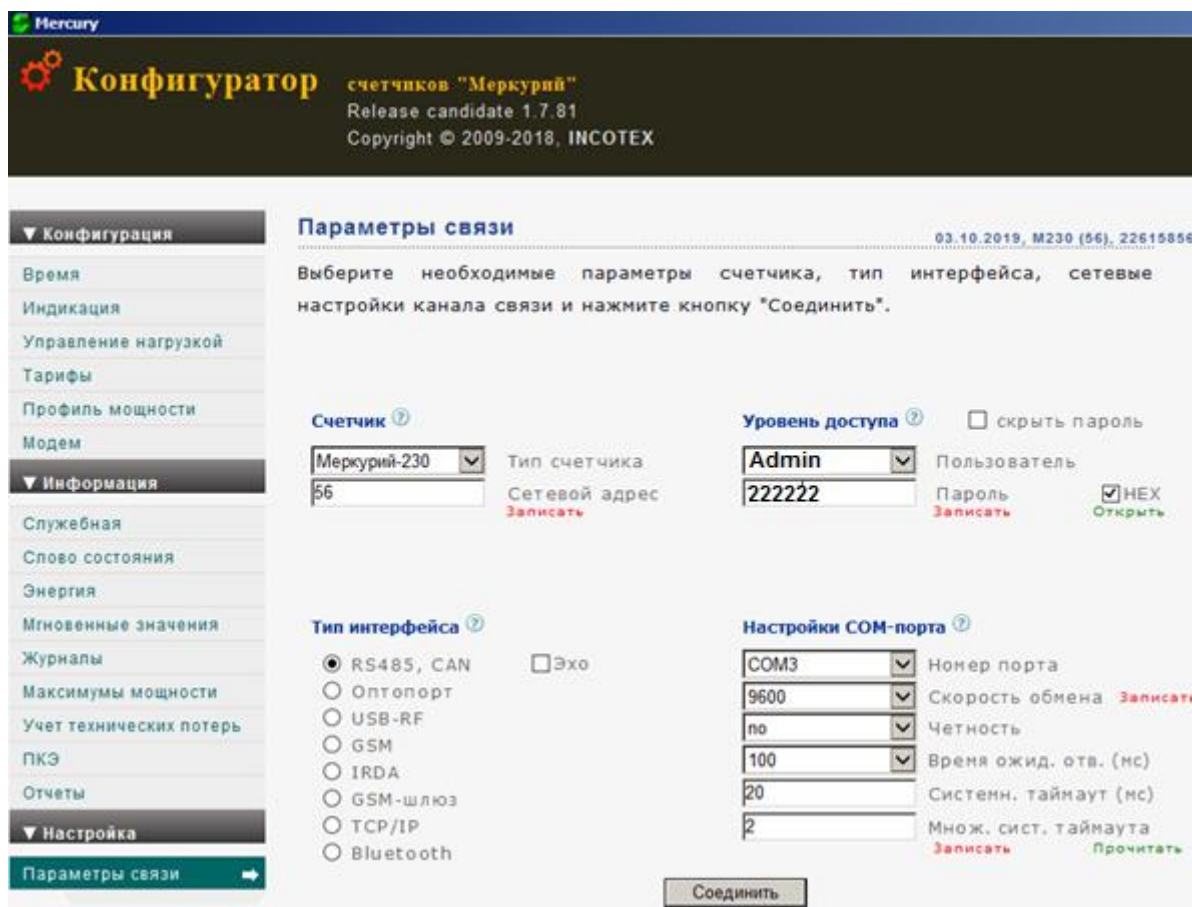 Mercury
Конфигуратор счетчиков "Меркурий"
Release candidate 1.7.81
Copyright © 2009-2018, INCOTEX
▼ Конфигурация
Время
Индикация
Управление нагрузкой
Тарифы
Профиль мощности
Модем
▼ Информация
Служебная
Слово состояния
Энергия
Мгновенные значения
Журналы
Максимумы мощности
Учет технических потерь
ПКЭ
Отчеты
▼ Настройка
Параметры связи
Параметры связи
03.10.2019, M230 (56), 22615856
Выберите необходимые параметры счетчика, тип интерфейса, сетевые
настройки канала связи и нажмите кнопку "Соединить".
Счетчик ?
Меркурий-230 Тип счетчика
56 Сетевой адрес
Записать
Уровень доступа ? скрыть пароль
Admin Пользователь
222222 Пароль HEX
Записать Открыть
Тип интерфейса ?
RS485, CAN Эхо
Оптопорт
USB-RF
GSM
IRDA
GSM-шлюз
TCP/IP
Bluetooth
Настройки COM-порта ?
COM3 Номер порта
9600 Скорость обмена Записать
no Четность
100 Время ожид. отв. (мс)
20 Системн. таймаут (мс)
2 Множ. сист. таймаута
Записать Прочитать
Соединить